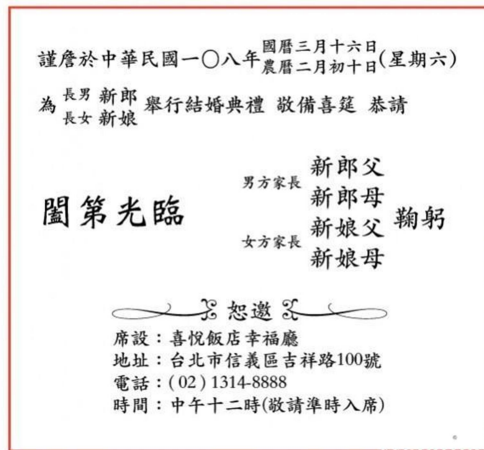 謹詹於中華民國一〇八年國曆三月十六日農曆二月初十日(星期六)
為長男新郎長女新娘舉行結婚典禮 敬備喜筵 恭請
闔第光臨
男方家長 新郎父 新郎母
女方家長 新娘父 新娘母
鞠躬
恕邀
席設：喜悅飯店幸福廳
地址：台北市信義區吉祥路100號
電話：(02)1314-8888
時間：中午十二時(敬請準時入席)